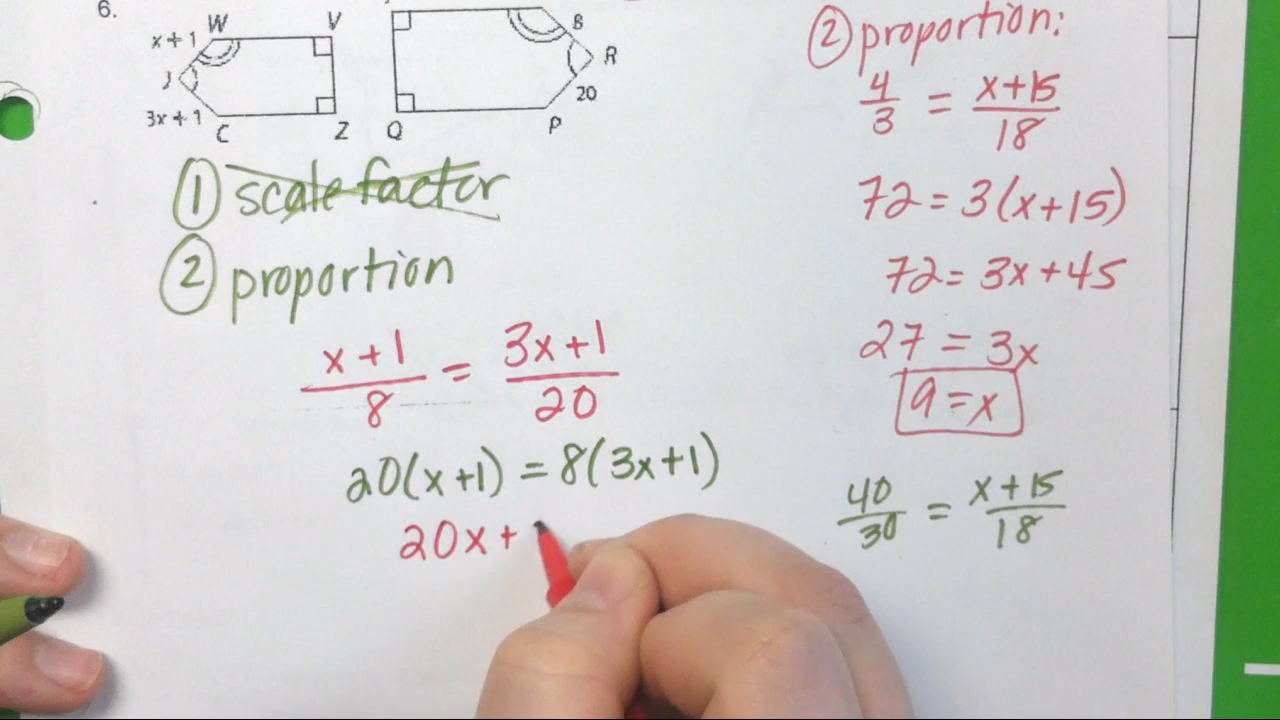 6.
W V
x + 1
J
3x + 1
C Z
8
R
20
Q P
① scale factor
② proportion
x + 1 / 8 = 3x + 1 / 20
20(x + 1) = 8(3x + 1)
20x +
② proportion:
4/3 = x+15/18
72 = 3(x+15)
72 = 3x + 45
27 = 3x
9 = x
40/30 = x + 15/18